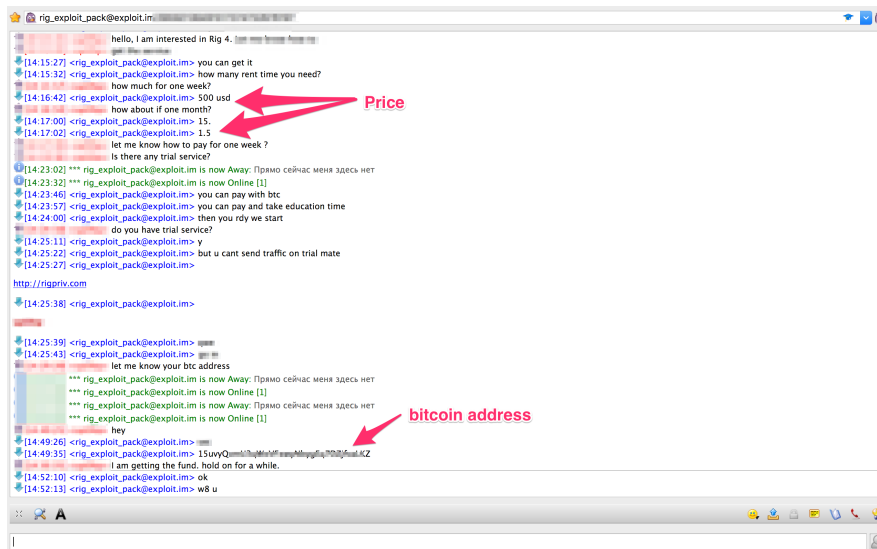 rig_exploit_pack@exploit.im
hello, I am interested in Rig 4.
[14:15:27] <rig_exploit_pack@exploit.im> you can get it
[14:15:32] <rig_exploit_pack@exploit.im> how many rent time you need?
how much for one week?
[14:16:42] <rig_exploit_pack@exploit.im> 500 usd
Price
how about if one month?
[14:17:00] <rig_exploit_pack@exploit.im> 15.
[14:17:02] <rig_exploit_pack@exploit.im> 1.5
let me know how to pay for one week ?
Is there any trial service?
[14:23:02] *** rig_exploit_pack@exploit.im is now Away: Прямо сейчас меня здесь нет
[14:23:32] *** rig_exploit_pack@exploit.im is now Online [1]
[14:23:46] <rig_exploit_pack@exploit.im> you can pay with btc
[14:23:57] <rig_exploit_pack@exploit.im> you can pay and take education time
[14:24:00] <rig_exploit_pack@exploit.im> then you rdy we start
do you have trial service?
[14:25:11] <rig_exploit_pack@exploit.im> y
[14:25:22] <rig_exploit_pack@exploit.im> but u cant send traffic on trial mate
[14:25:27] <rig_exploit_pack@exploit.im>
http://rigpriv.com
[14:25:38] <rig_exploit_pack@exploit.im>
[14:25:39] <rig_exploit_pack@exploit.im>
[14:25:43] <rig_exploit_pack@exploit.im>
let me know your btc address
*** rig_exploit_pack@exploit.im is now Away: Прямо сейчас меня здесь нет
*** rig_exploit_pack@exploit.im is now Online [1]
*** rig_exploit_pack@exploit.im is now Away: Прямо сейчас меня здесь нет
*** rig_exploit_pack@exploit.im is now Online [1]
bitcoin address
hey
[14:49:26] <rig_exploit_pack@exploit.im>
[14:49:35] <rig_exploit_pack@exploit.im> 15uvyQ KZ
I am getting the fund. hold on for a while.
[14:52:10] <rig_exploit_pack@exploit.im> ok
[14:52:13] <rig_exploit_pack@exploit.im> w8 u
A